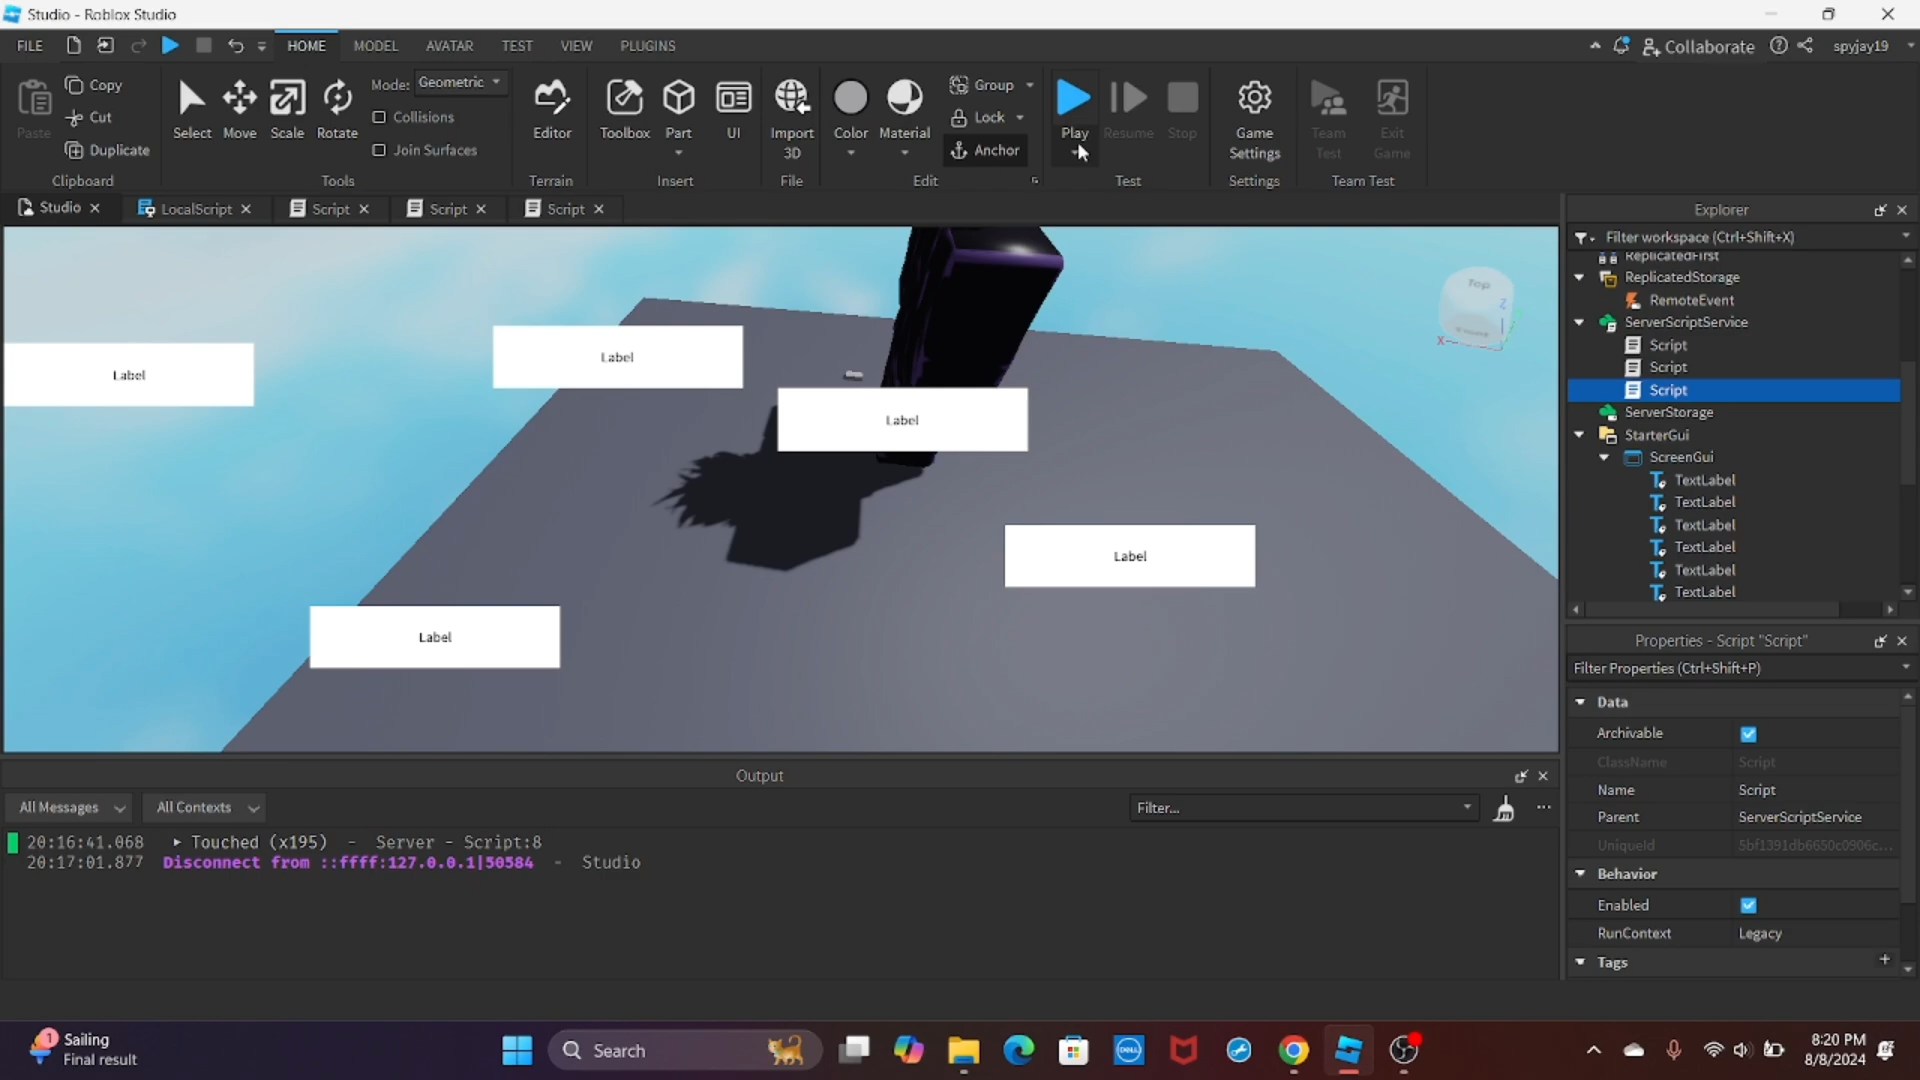 Studio - Roblox Studio
FILE HOME MODEL AVATAR TEST VIEW PLUGINS Collaborate spyjay19
Paste Copy Cut Duplicate Clipboard
Select Move Scale Rotate Mode: Geometric Collisions Join Surfaces Tools
Editor Terrain
Toolbox Part UI Insert
Import 3D File
Color Material Group Lock Anchor Edit
Play Resume Stop Test
Game Settings Settings
Team Test Exit Game Team Test
Studio LocalScript Script Script Script
Label
Label
Label
Label
Label
Top
Z
X
Explorer
Filter workspace (Ctrl+Shift+X)
ReplicatedFirst
ReplicatedStorage
RemoteEvent
ServerScriptService
Script
Script
Script
ServerStorage
StarterGui
ScreenGui
TextLabel
TextLabel
TextLabel
TextLabel
TextLabel
TextLabel
Properties - Script "Script"
Filter Properties (Ctrl+Shift+P)
Data
Archivable
ClassName Script
Name Script
Parent ServerScriptService
UniqueId 5bf1391db6650c0906c...
Behavior
Enabled
RunContext Legacy
Tags +
Output
All Messages All Contexts Filter... ...
20:16:41.068 Touched (x195) - Server - Script:8
20:17:01.877 Disconnect from ::ffff:127.0.0.1|50584 - Studio
1
Sailing
Final result
Search
DELL
8:20 PM
8/8/2024